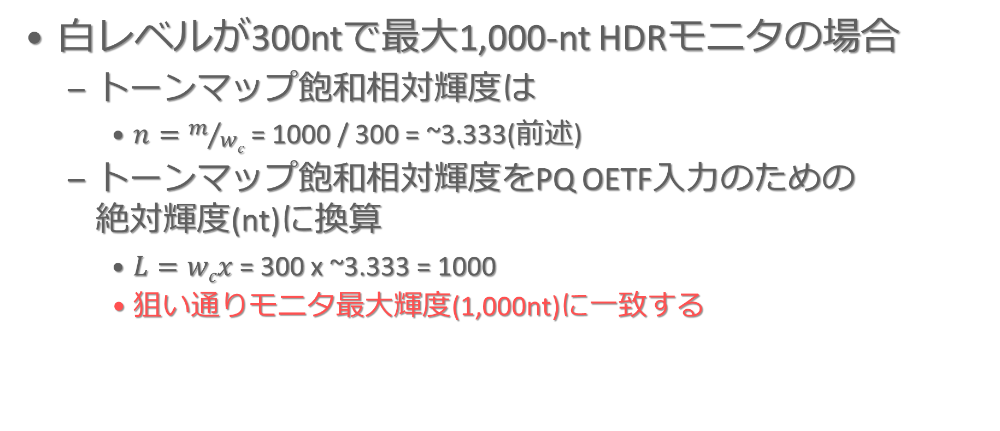 • 白レベルが300ntで最大1,000-nt HDRモニタの場合
– トーンマップ飽和相対輝度は
• n = m/w_c = 1000 / 300 = ~3.333(前述)
– トーンマップ飽和相対輝度をPQ OETF入力のための
絶対輝度(nt)に換算
• L = w_c x = 300 x ~3.333 = 1000
• 狙い通りモニタ最大輝度(1,000nt)に一致する